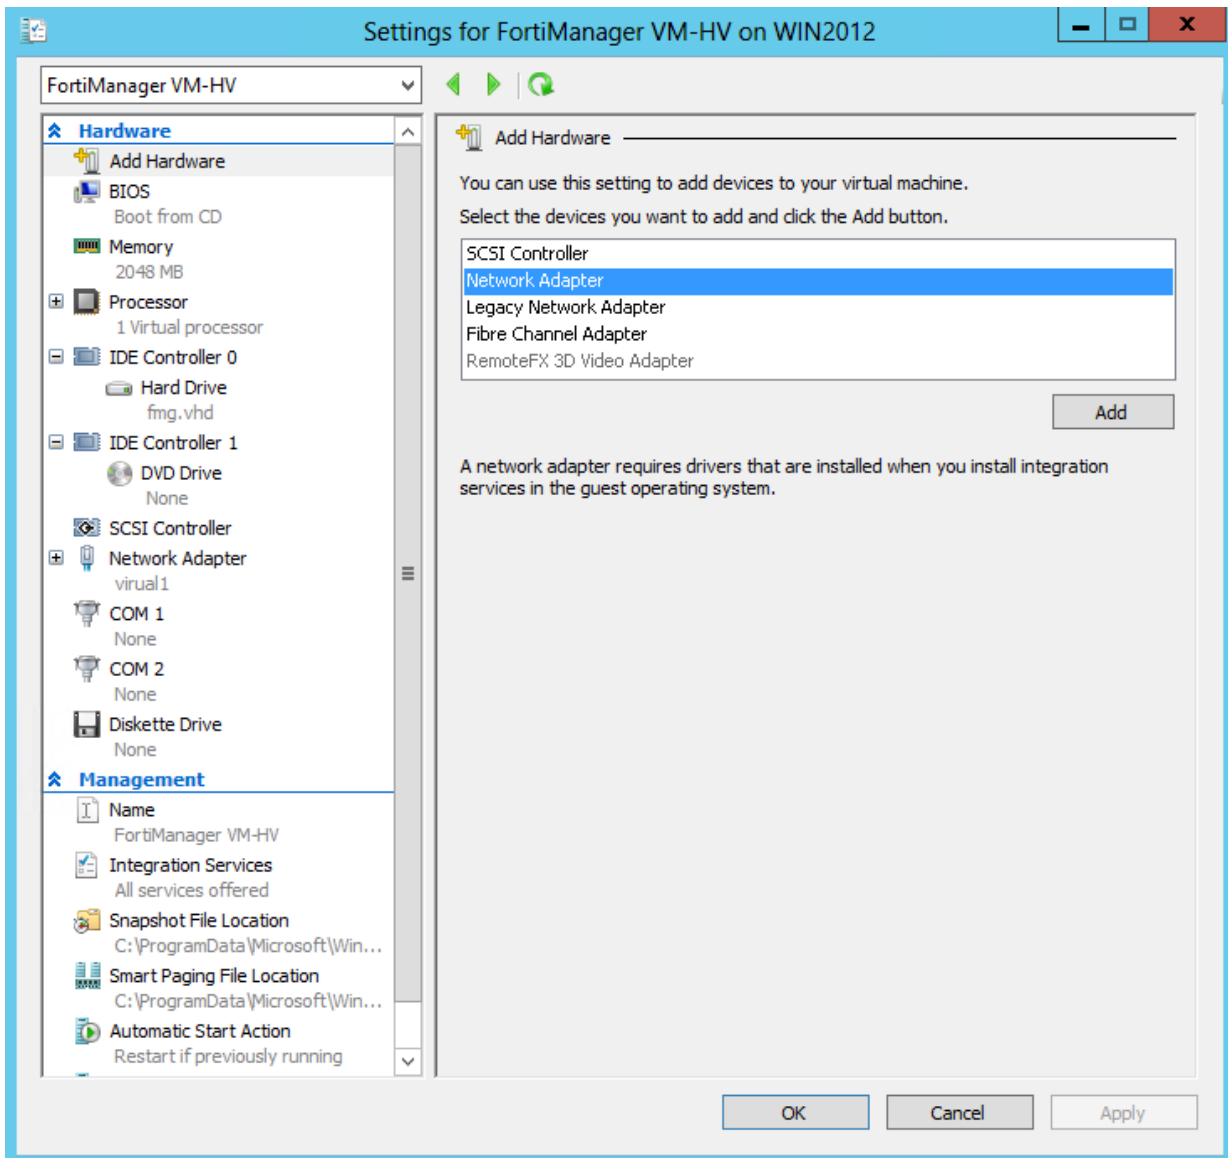 Settings for FortiManager VM-HV on WIN2012
X
FortiManager VM-HV
Hardware
Add Hardware
BIOS
Boot from CD
Memory
2048 MB
Processor
1 Virtual processor
IDE Controller 0
Hard Drive
fmg.vhd
IDE Controller 1
DVD Drive
None
SCSI Controller
Network Adapter
virual1
COM 1
None
COM 2
None
Diskette Drive
None
Management
Name
FortiManager VM-HV
Integration Services
All services offered
Snapshot File Location
C:\ProgramData\Microsoft\Win...
Smart Paging File Location
C:\ProgramData\Microsoft\Win...
Automatic Start Action
Restart if previously running
Add Hardware
You can use this setting to add devices to your virtual machine.
Select the devices you want to add and click the Add button.
SCSI Controller
Network Adapter
Legacy Network Adapter
Fibre Channel Adapter
RemoteFX 3D Video Adapter
Add
A network adapter requires drivers that are installed when you install integration
services in the guest operating system.
OK
Cancel
Apply